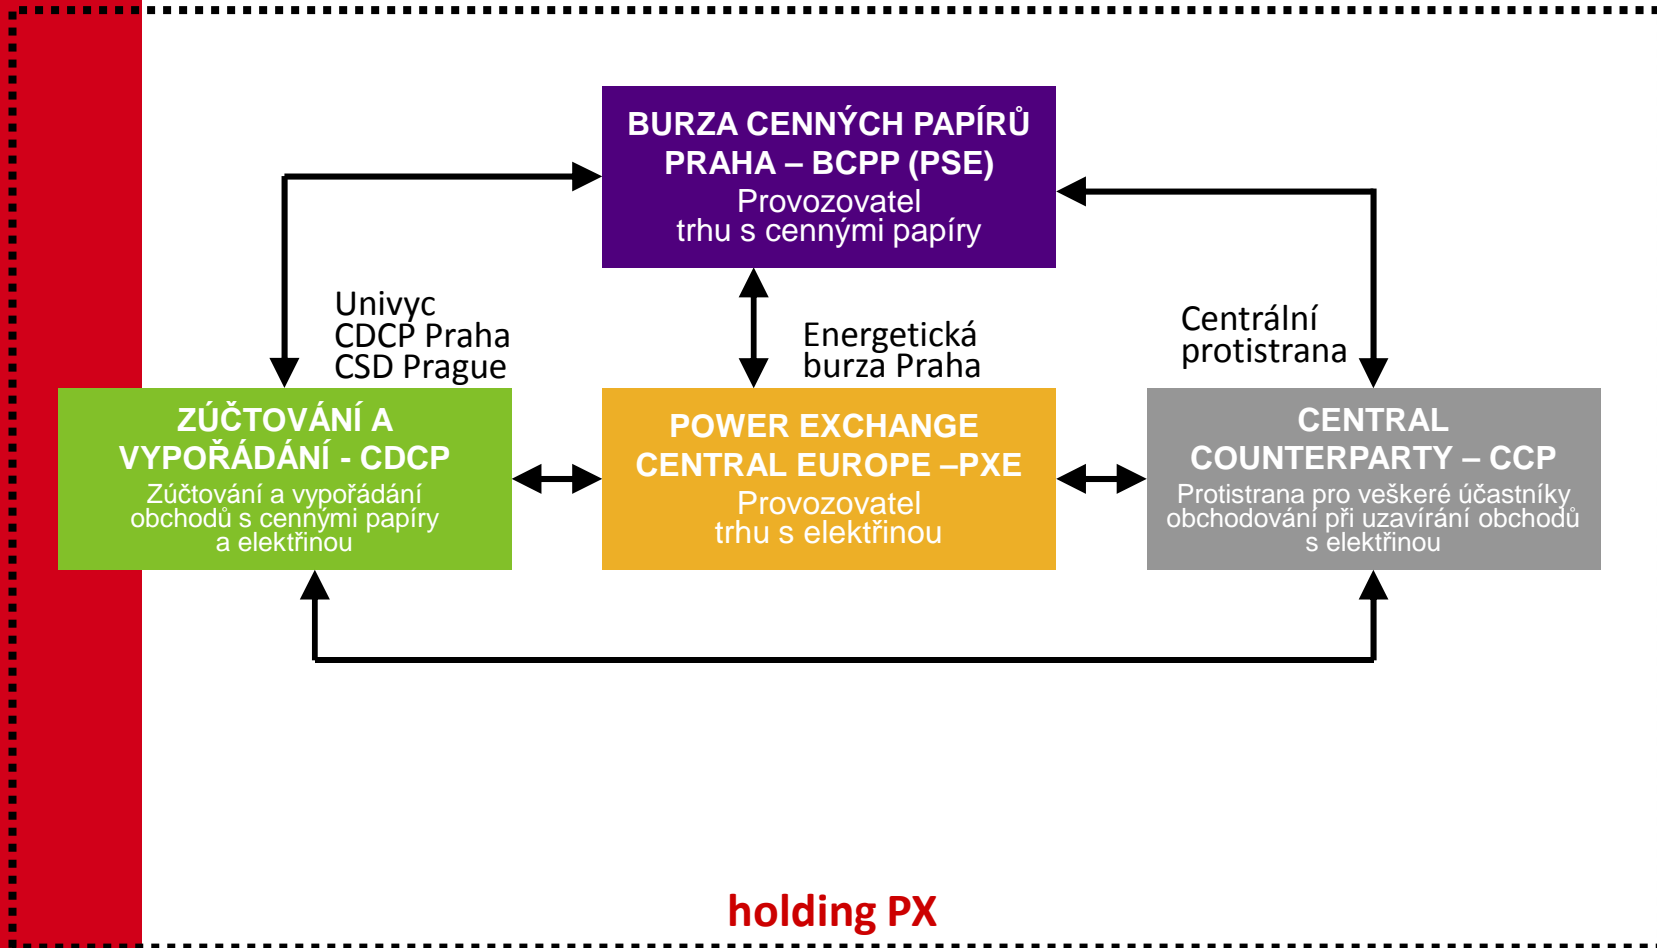 BURZA CENNÝCH PAPÍRŮ
PRAHA – BCPP (PSE)
Provozovatel
trhu s cennými papíry
Univyc
CDCP Praha
CSD Prague
Energetická
burza Praha
Centrální
protistrana
ZÚČTOVÁNÍ A
VYPOŘÁDÁNÍ - CDCP
Zúčtování a vypořádání
obchodů s cennými papíry
a elektřinou
POWER EXCHANGE
CENTRAL EUROPE –PXE
Provozovatel
trhu s elektřinou
CENTRAL
COUNTERPARTY – CCP
Protistrana pro veškeré účastníky
obchodování při uzavírání obchodů
s elektřinou
holding PX